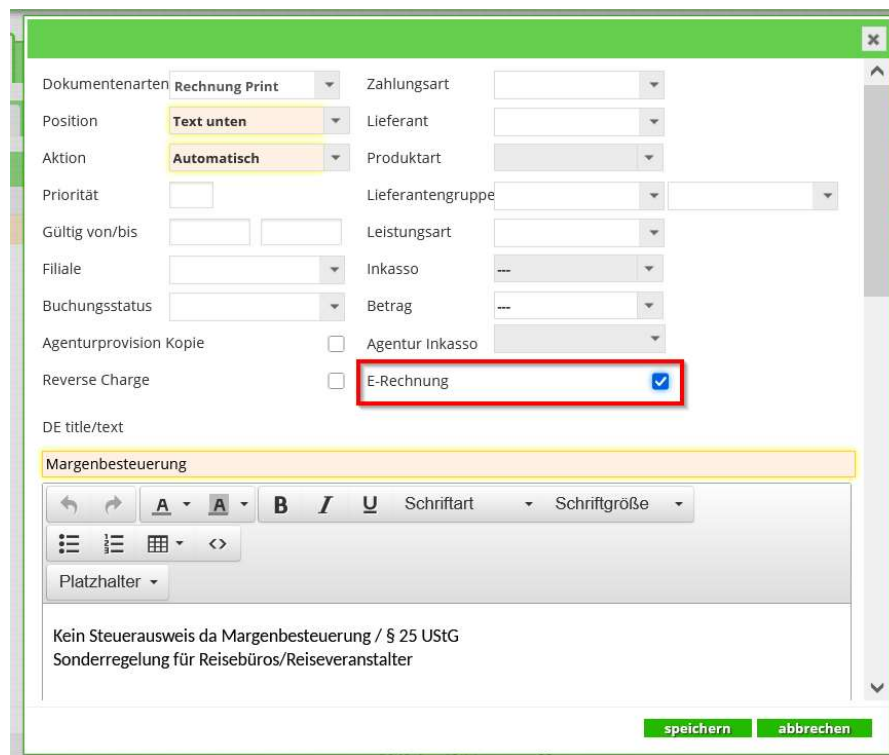 Dokumentenarten Rechnung Print Zahlungsart
Position Text unten Lieferant
Aktion Automatisch Produktart
Priorität Lieferantengruppe
Gültig von/bis Leistungsart
Filiale Inkasso ---
Buchungsstatus Betrag ---
Agenturprovision Kopie Agentur Inkasso
Reverse Charge E-Rechnung
DE title/text
Margenbesteuerung
A A B I U Schriftart Schriftgröße
Platzhalter
Kein Steuerausweis da Margenbesteuerung / § 25 UStG
Sonderregelung für Reisebüros/Reiseveranstalter
speichern abbrechen